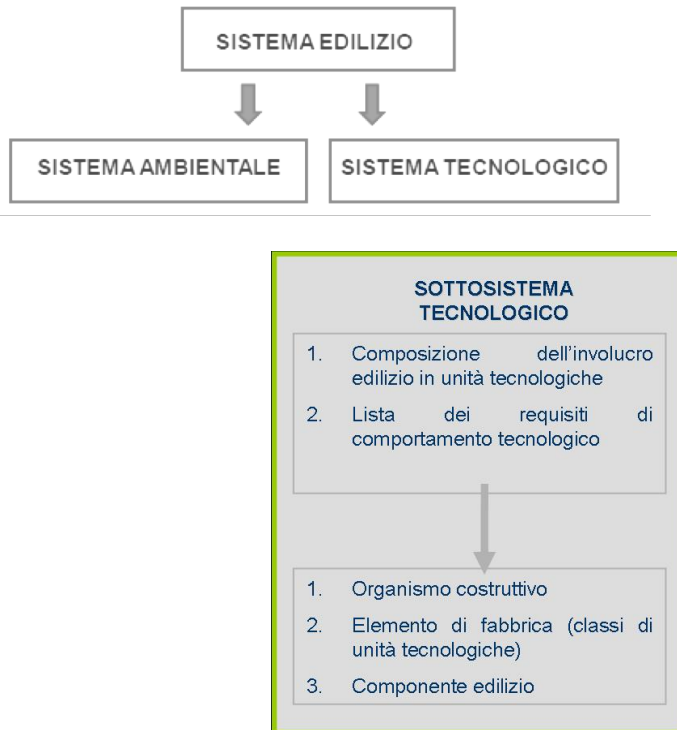 SISTEMA EDILIZIO
SISTEMA AMBIENTALE
SISTEMA TECNOLOGICO
SOTTOSISTEMA
TECNOLOGICO
1. Composizione dell'involucro
edilizio in unità tecnologiche
2. Lista dei requisiti di
comportamento tecnologico
1. Organismo costruttivo
2. Elemento di fabbrica (classi di
unità tecnologiche)
3. Componente edilizio